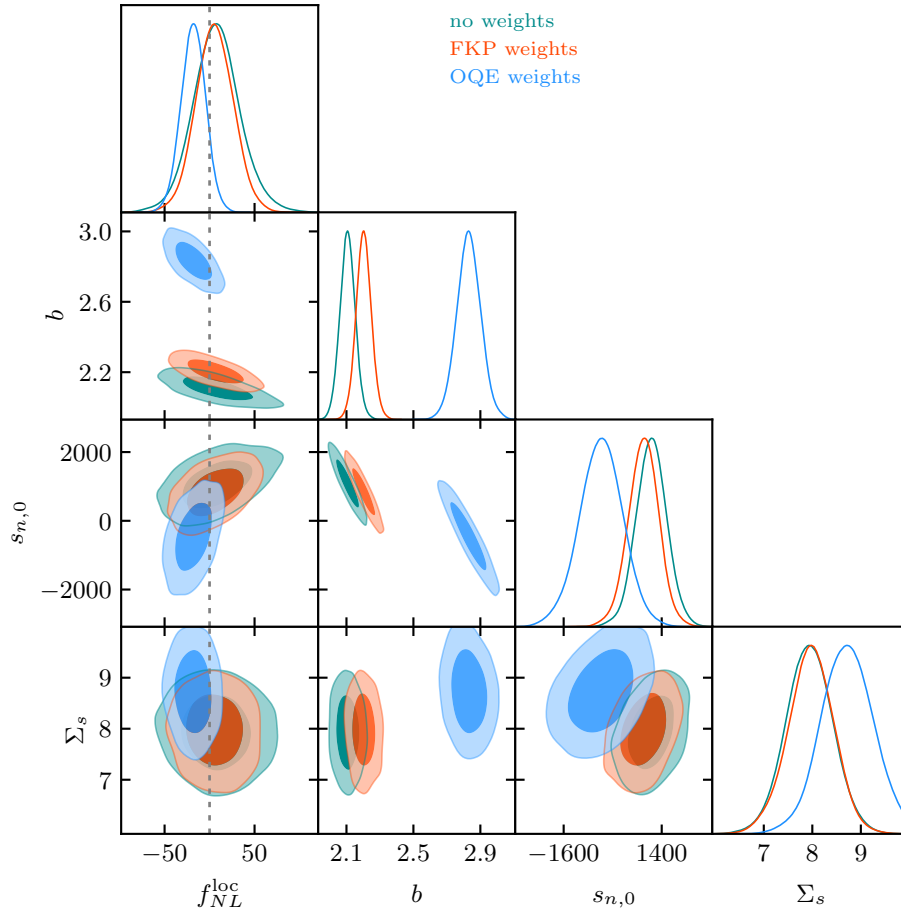 no weights
FKP weights
OQE weights
3.0
2.6
2.2
b
2000
0
−2000
s_{n,0}
9
8
7
Σ_s
−50 50
2.1 2.5 2.9
−1600 1400
7 8 9
f_{NL}^{loc} b s_{n,0} Σ_s